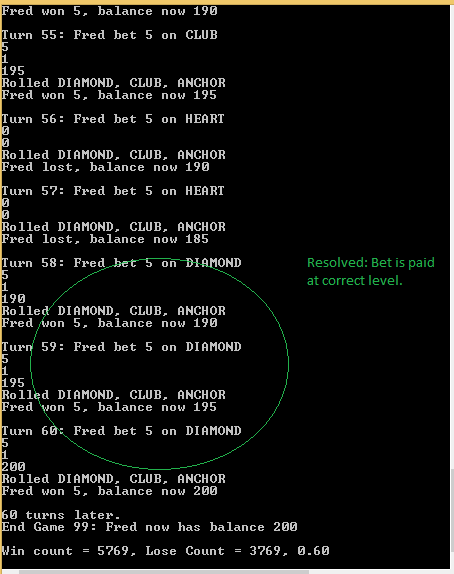 Fred won 5, balance now 190
Turn 55: Fred bet 5 on CLUB
5
1
195
Rolled DIAMOND, CLUB, ANCHOR
Fred won 5, balance now 195
Turn 56: Fred bet 5 on HEART
0
0
Rolled DIAMOND, CLUB, ANCHOR
Fred lost, balance now 190
Turn 57: Fred bet 5 on HEART
0
0
Rolled DIAMOND, CLUB, ANCHOR
Fred lost, balance now 185
Turn 58: Fred bet 5 on DIAMOND
5
1
190
Rolled DIAMOND, CLUB, ANCHOR
Fred won 5, balance now 190
Turn 59: Fred bet 5 on DIAMOND
5
1
195
Rolled DIAMOND, CLUB, ANCHOR
Fred won 5, balance now 195
Turn 60: Fred bet 5 on DIAMOND
5
1
200
Rolled DIAMOND, CLUB, ANCHOR
Fred won 5, balance now 200
60 turns later.
End Game 99: Fred now has balance 200
Win count = 5769, Lose Count = 3769, 0.60
Resolved: Bet is paid
at correct level.